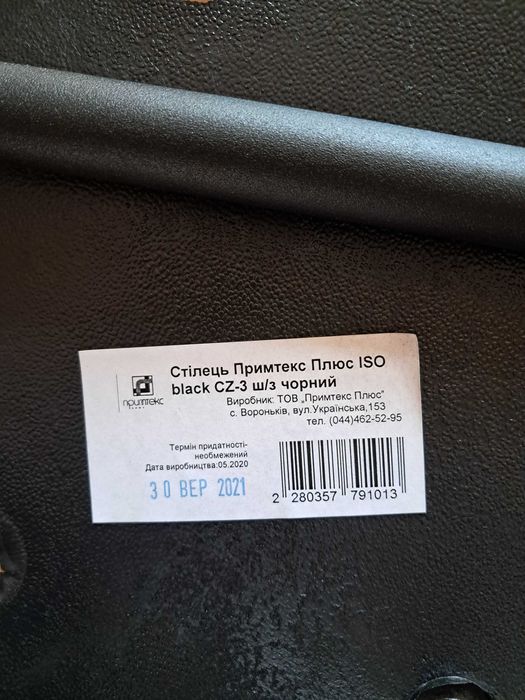 Стілець Примтекс Плюс ISO
black CZ-3 ш/з чорний
примтекс
Виробник: ТОВ „Примтекс Плюс"
с. Вороньків, вул.Українська,153
тел. (044)462-52-95
Термін придатності-
необмежений
Дата виробництва:05.2020
30 ВЕР 2021
2 280357 791013